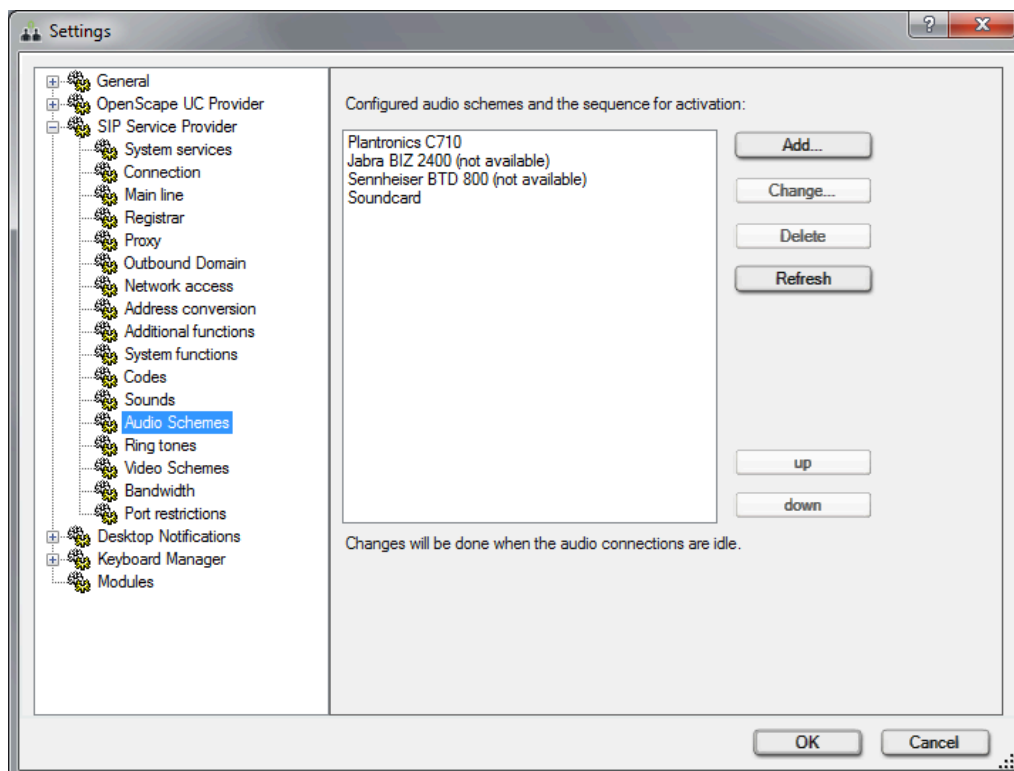 Settings
General
OpenScape UC Provider
SIP Service Provider
System services
Connection
Main line
Registrar
Proxy
Outbound Domain
Network access
Address conversion
Additional functions
System functions
Codes
Sounds
Audio Schemes
Ring tones
Video Schemes
Bandwidth
Port restrictions
Desktop Notifications
Keyboard Manager
Modules
Configured audio schemes and the sequence for activation:
Plantronics C710
Jabra BIZ 2400 (not available)
Sennheiser BTD 800 (not available)
Soundcard
Add...
Change...
Delete
Refresh
up
down
Changes will be done when the audio connections are idle.
OK
Cancel